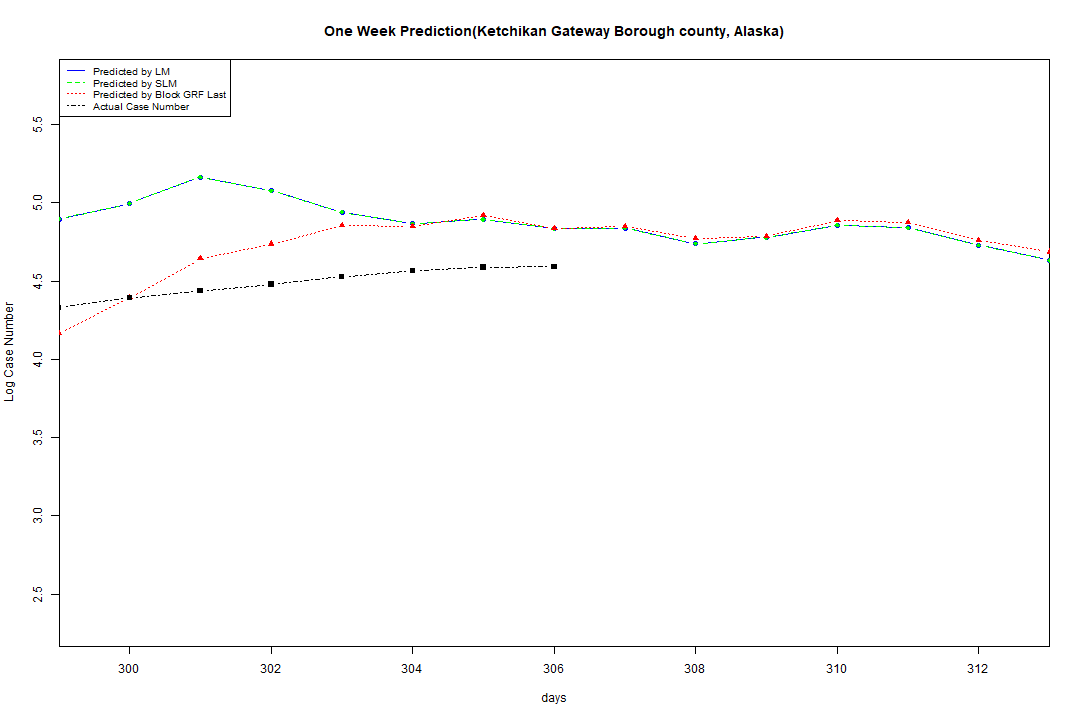 One Week Prediction(Ketchikan Gateway Borough county, Alaska)
Predicted by LM
Predicted by SLM
Predicted by Block GRF Last
Actual Case Number
5.5
5.0
4.5
4.0
3.5
3.0
2.5
Log Case Number
300 302 304 306 308 310 312
days